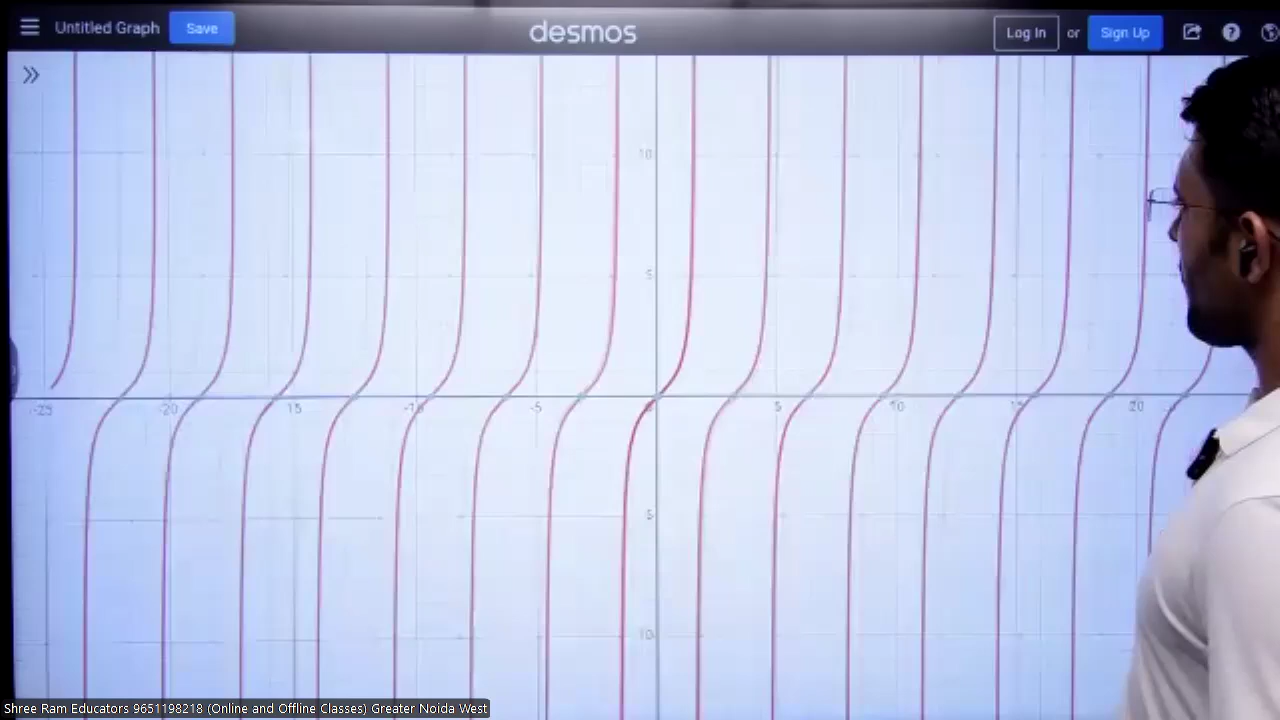 Untitled Graph Save desmos Log In or Sign Up
10
5
-25 -20 15 -10 -5 0 5 10 15 20
5
10
Shree Ram Educators 9651198218 (Online and Offline Classes) Greater Noida West